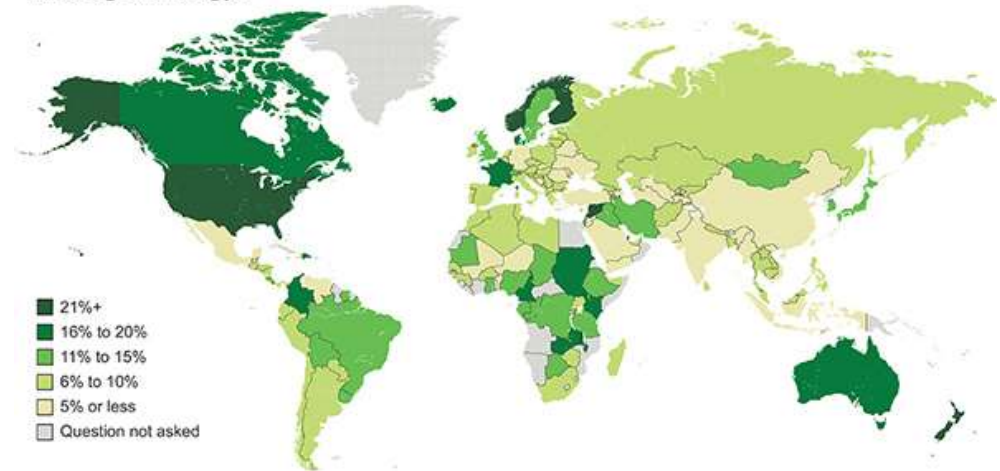 21%+
16% to 20%
11% to 15%
6% to 10%
5% or less
Question not asked